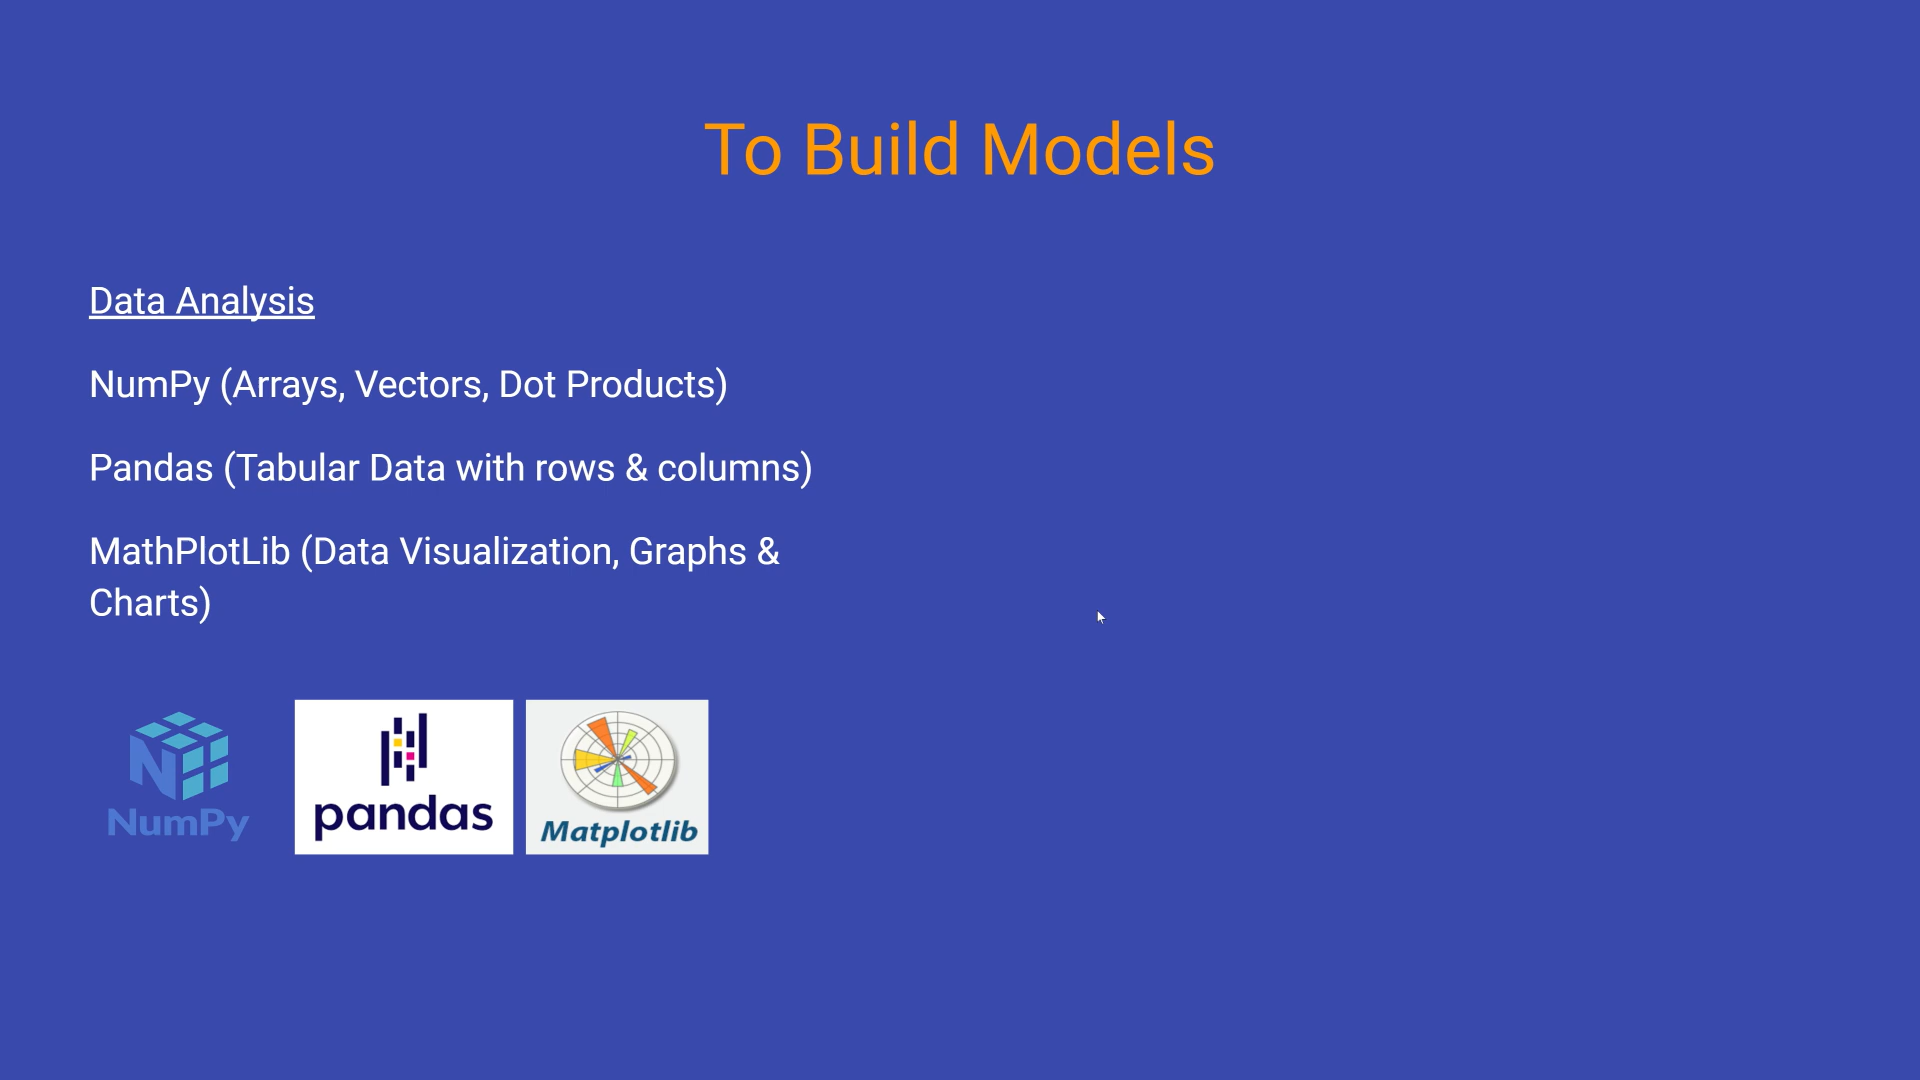 To Build Models
Data Analysis
NumPy (Arrays, Vectors, Dot Products)
Pandas (Tabular Data with rows & columns)
MathPlotLib (Data Visualization, Graphs &
Charts)
NumPy
pandas
Matplotlib